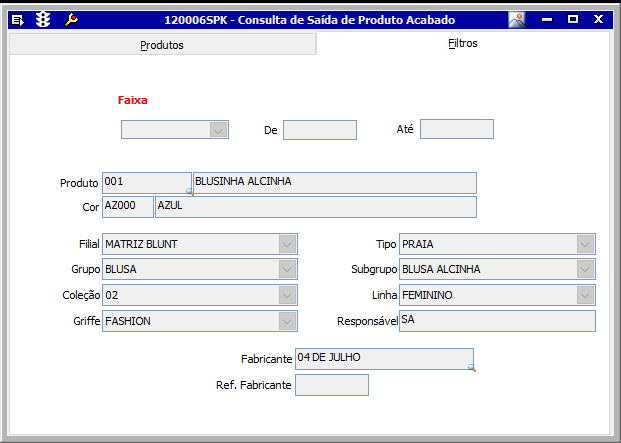 120006SPK - Consulta de Saída de Produto Acabado
Produtos Filtros
Faixa
De Até
Produto 001 BLUSINHA ALCINHA
Cor AZ000 AZUL
Filial MATRIZ BLUNT Tipo PRAIA
Grupo BLUSA Subgrupo BLUSA ALCINHA
Coleção 02 Linha FEMININO
Griffe FASHION Responsável SA
Fabricante 04 DE JULHO
Ref. Fabricante